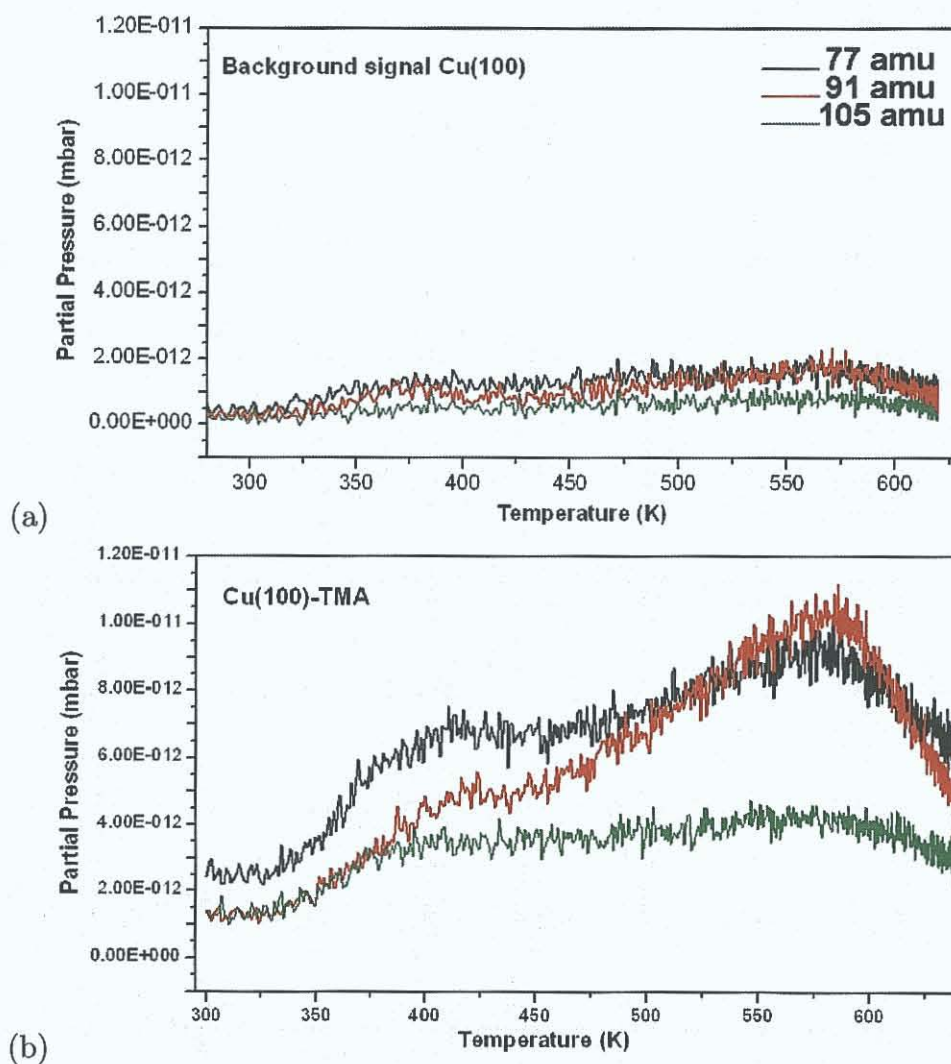 1.20E-011
1.00E-011
8.00E-012
6.00E-012
4.00E-012
2.00E-012
0.00E+000
Partial Pressure (mbar)
Background signal Cu(100)
77 amu
91 amu
105 amu
300 350 400 450 500 550 600
Temperature (K)
(a)
1.20E-011
1.00E-011
8.00E-012
6.00E-012
4.00E-012
2.00E-012
0.00E+000
Partial Pressure (mbar)
Cu(100)-TMA
300 350 400 450 500 550 600
Temperature (K)
(b)